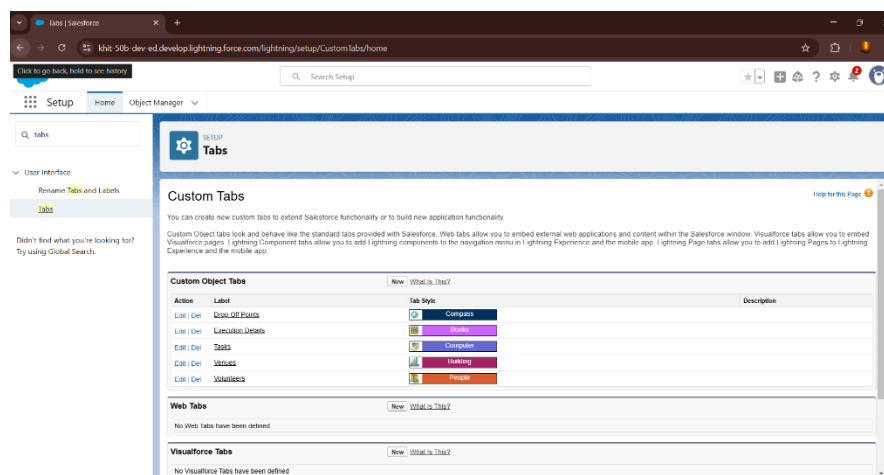 Tabs | Salesforce
khit-50b-dev-ed.develop.lightning.force.com/lightning/setup/CustomTabs/home
Click to go back, hold to see history
Search Setup
2
Setup Home Object Manager
tabs
SETUP
Tabs
User Interface
Rename Tabs and Labels
Tabs
Didn't find what you're looking for?
Try using Global Search.
Custom Tabs
Help for this Page
You can create new custom tabs to extend Salesforce functionality or to build new application functionality.
Custom Object tabs look and behave like the standard tabs provided with Salesforce. Web tabs allow you to embed external web applications and content within the Salesforce window. Visualforce tabs allow you to embed
Visualforce pages. Lightning Component tabs allow you to add Lightning components to the navigation menu in Lightning Experience and the mobile app. Lightning Page tabs allow you to add Lightning Pages to Lightning
Experience and the mobile app.
Custom Object Tabs New What Is This?
Action Label Tab Style Description
Edit | Del Drop Off Points Compass
Edit | Del Execution Details Books
Edit | Del Tasks Computer
Edit | Del Venues Building
Edit | Del Volunteers People
Web Tabs New What Is This?
No Web Tabs have been defined
Visualforce Tabs New What Is This?
No Visualforce Tabs have been defined